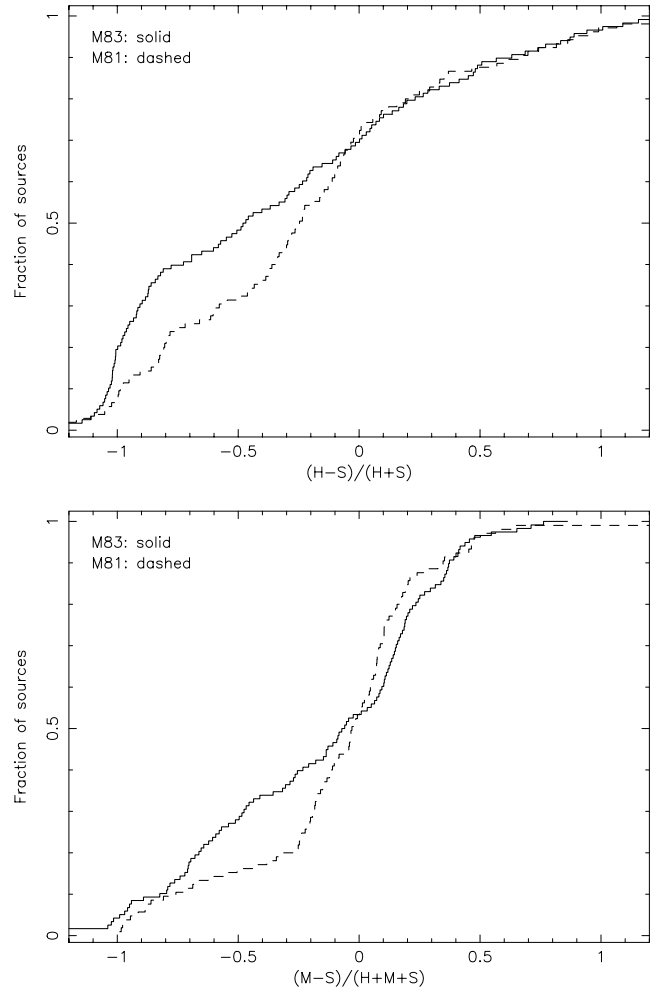 M83: solid
M81: dashed
Fraction of sources
1
0.5
0
−1
−0.5
0
0.5
1
(H−S)/(H+S)
M83: solid
M81: dashed
Fraction of sources
1
0.5
0
−1
−0.5
0
0.5
1
(M−S)/(H+M+S)